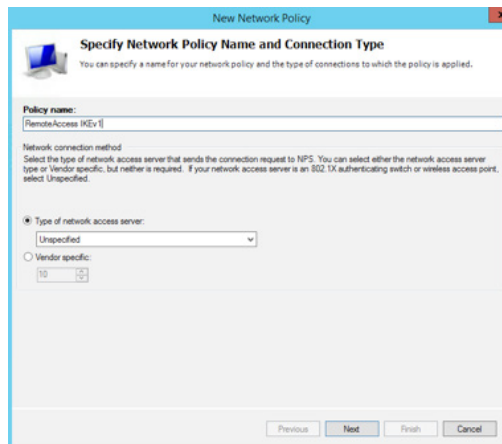 New Network Policy
x
Specify Network Policy Name and Connection Type
You can specify a name for your network policy and the type of connections to which the policy is applied.
Policy name:
RemoteAccess IKEv1
Network connection method
Select the type of network access server that sends the connection request to NPS. You can select either the network access server
type or Vendor specific, but neither is required. If your network access server is an 802.1X authenticating switch or wireless access point,
select Unspecified.
Type of network access server:
Unspecified
Vendor specific:
10
Previous Next Finish Cancel